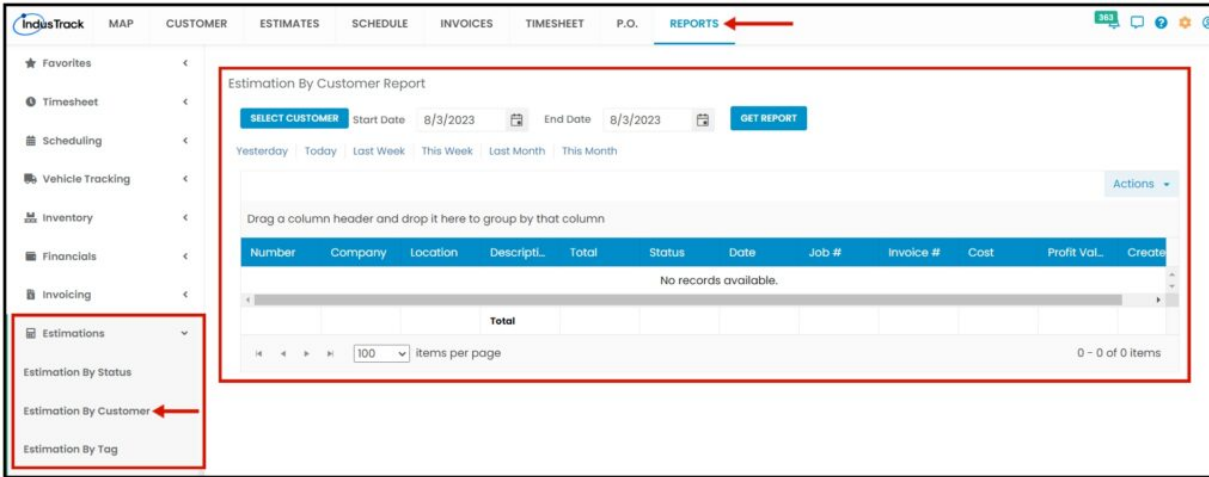 IndusTrack MAP CUSTOMER ESTIMATES SCHEDULE INVOICES TIMESHEET P.O. REPORTS 363
Favorites
Timesheet
Scheduling
Vehicle Tracking
Inventory
Financials
Invoicing
Estimations
Estimation By Status
Estimation By Customer
Estimation By Tag
Estimation By Customer Report
SELECT CUSTOMER Start Date 8/3/2023 End Date 8/3/2023 GET REPORT
Yesterday Today Last Week This Week Last Month This Month
Actions
Drag a column header and drop it here to group by that column
Number Company Location Descripti... Total Status Date Job # Invoice # Cost Profit Val... Create
No records available.
Total
100 items per page 0 - 0 of 0 items